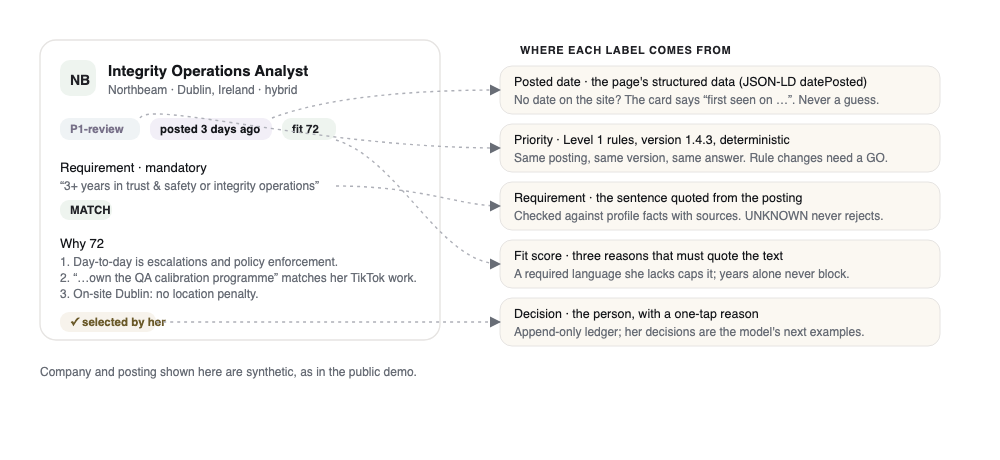 NB
Integrity Operations Analyst
Northbeam · Dublin, Ireland · hybrid
P1-review
posted 3 days ago
fit 72
Requirement · mandatory
“3+ years in trust & safety or integrity operations”
MATCH
Why 72
1. Day-to-day is escalations and policy enforcement.
2. “…own the QA calibration programme” matches her TikTok work.
3. On-site Dublin: no location penalty.
✓ selected by her
WHERE EACH LABEL COMES FROM
Posted date · the page's structured data (JSON-LD datePosted)
No date on the site? The card says “first seen on …”. Never a guess.
Priority · Level 1 rules, version 1.4.3, deterministic
Same posting, same version, same answer. Rule changes need a GO.
Requirement · the sentence quoted from the posting
Checked against profile facts with sources. UNKNOWN never rejects.
Fit score · three reasons that must quote the text
A required language she lacks caps it; years alone never block.
Decision · the person, with a one-tap reason
Append-only ledger; her decisions are the model's next examples.
Company and posting shown here are synthetic, as in the public demo.